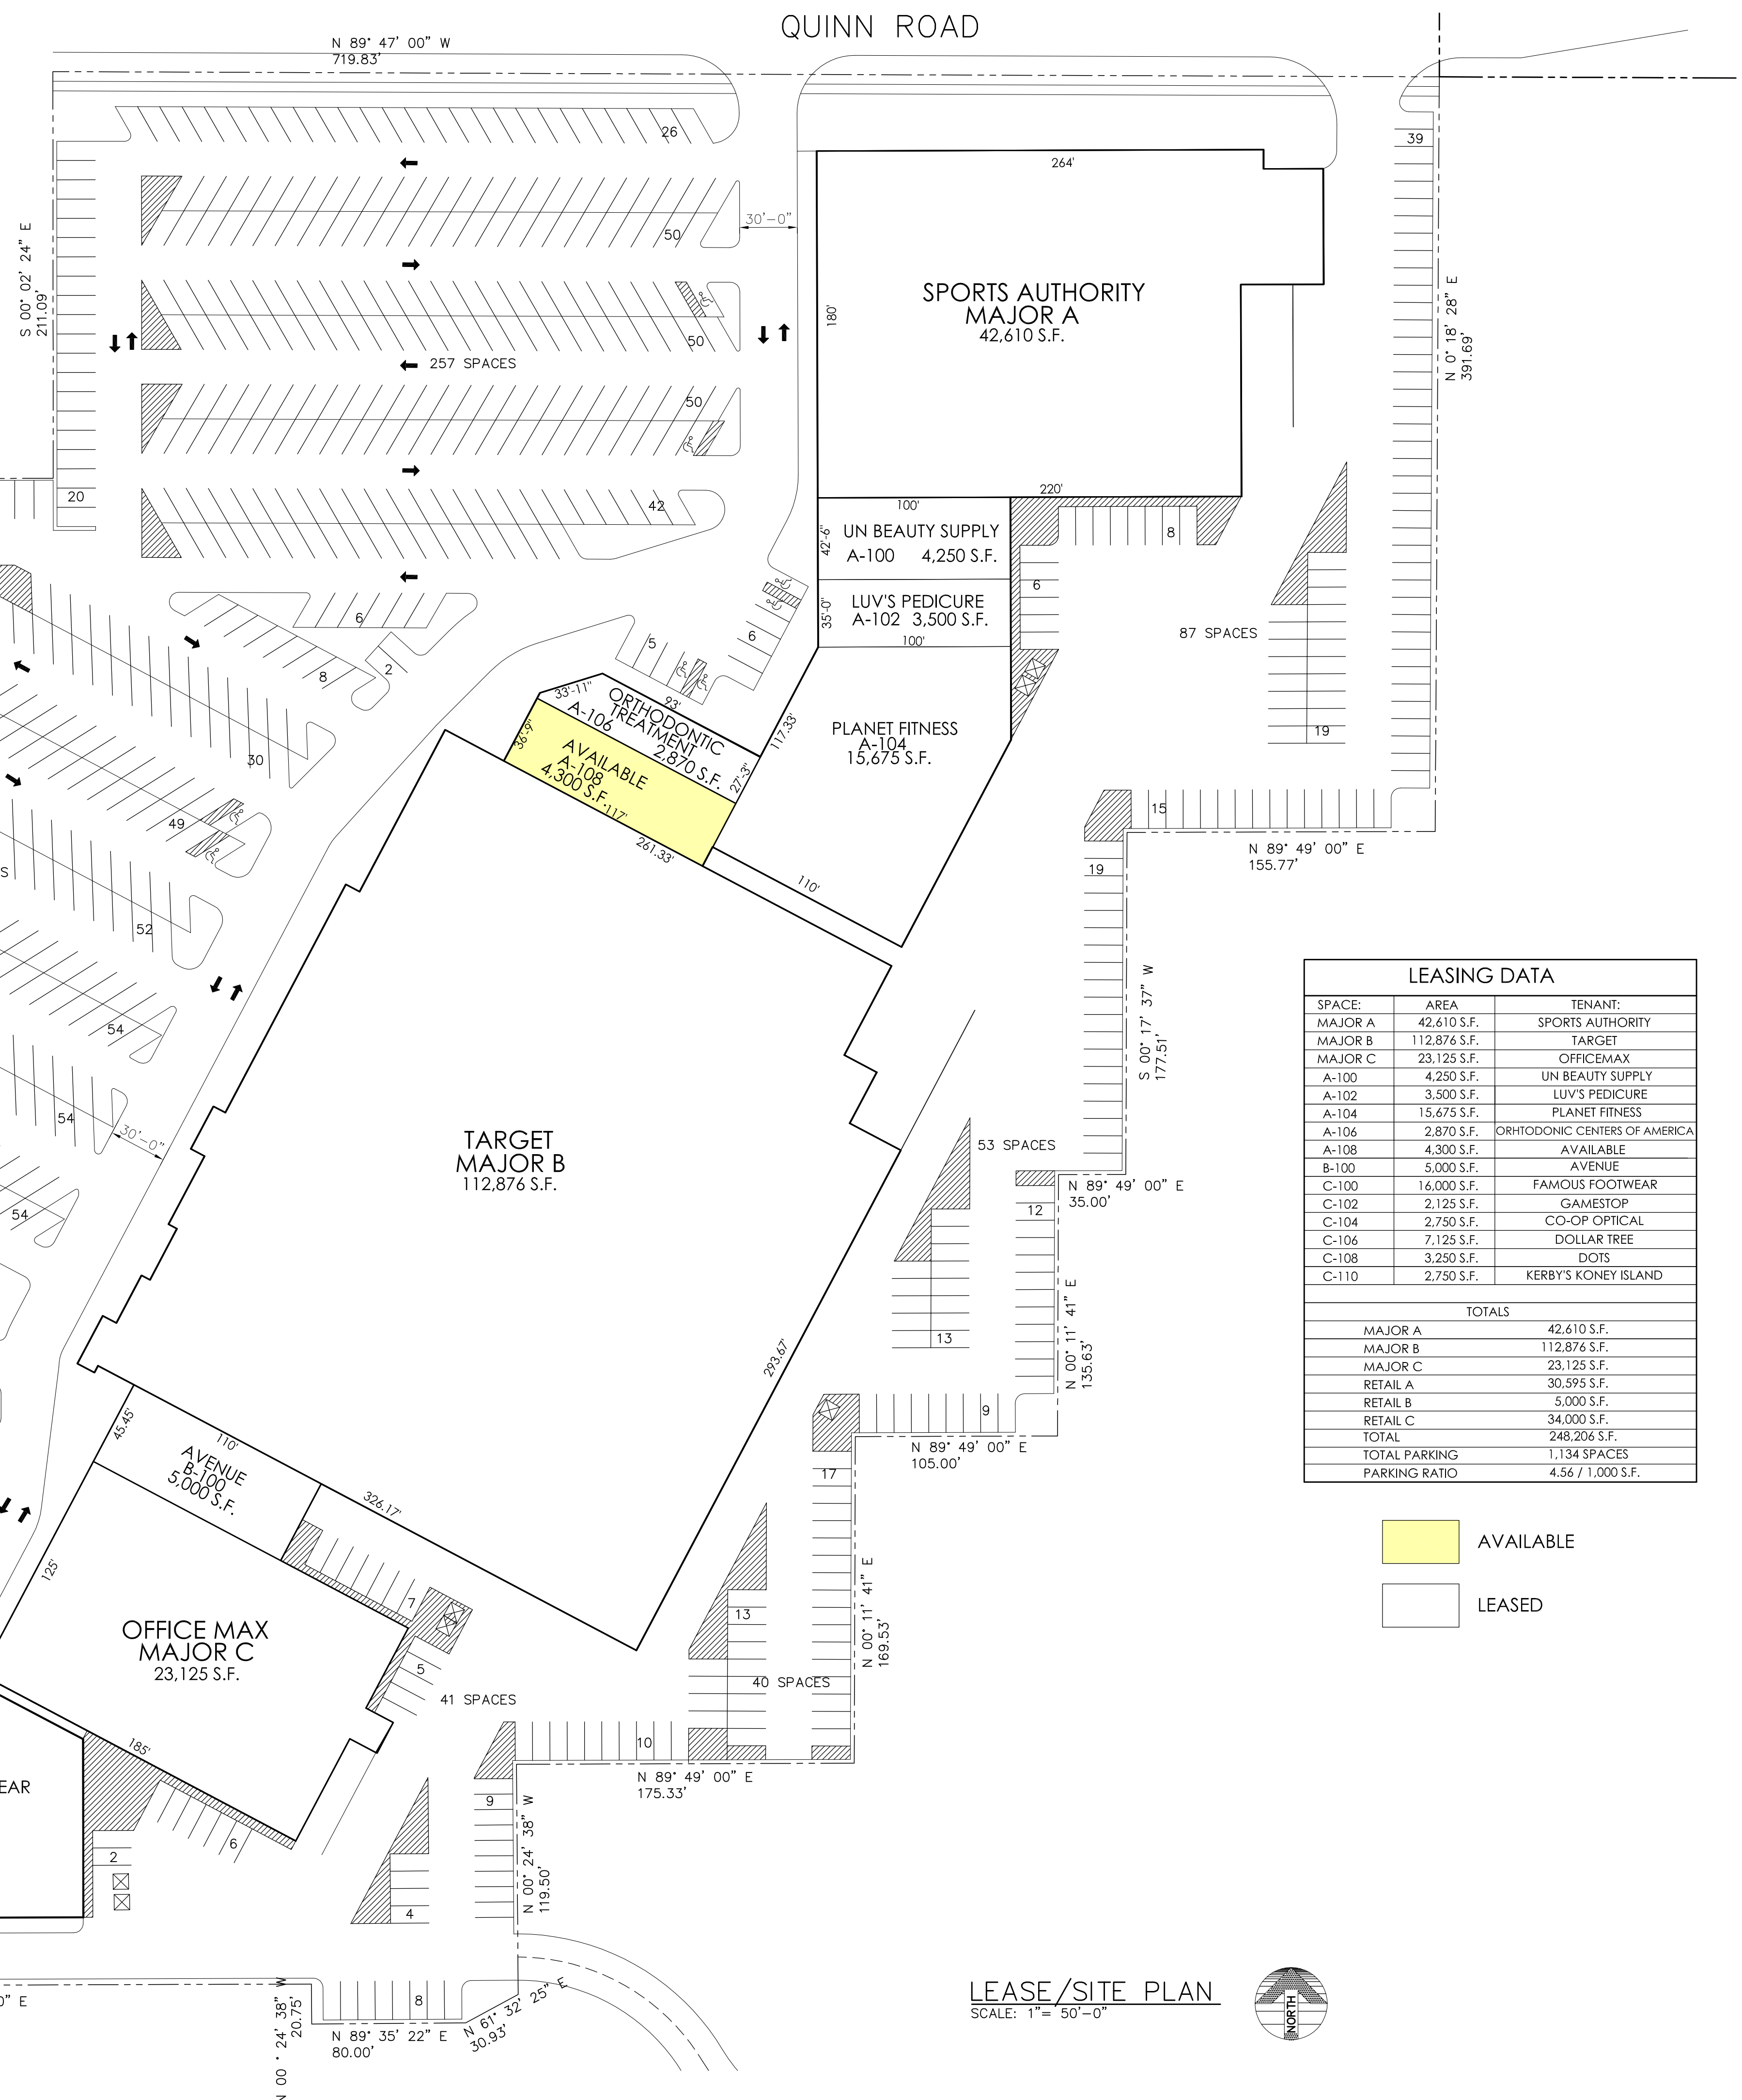 QUINN ROAD
N 89° 47' 00" W
719.83'
26
39
264'
S 00° 02' 24" E
211.09'
50
30'-0"
SPORTS AUTHORITY
MAJOR A
42,610 S.F.
180'
N 0° 18' 28" E
391.69'
50
257 SPACES
50
20
42
220'
100'
UN BEAUTY SUPPLY
A-100 4,250 S.F.
42'-6"
8
6
LUV'S PEDICURE
A-102 3,500 S.F.
35'-0"
100'
87 SPACES
6
8
2
5
6
33'-11"
93'
ORTHODONTIC
TREATMENT
A-106
2,870 S.F.
117.33'
27'-3"
36'-9"
AVAILABLE
A-108
4,300 S.F.
117'
261.33'
PLANET FITNESS
A-104
15,675 S.F.
110'
19
30
49
S
52
54
54
30'-0"
54
15
N 89° 49' 00" E
155.77'
19
S 00° 17' 37" W
177.51'
TARGET
MAJOR B
112,876 S.F.
53 SPACES
N 89° 49' 00" E
35.00'
12
13
N 00° 11' 41" E
135.63'
293.67'
9
N 89° 49' 00" E
105.00'
LEASING DATA
SPACE: AREA TENANT:
MAJOR A 42,610 S.F. SPORTS AUTHORITY
MAJOR B 112,876 S.F. TARGET
MAJOR C 23,125 S.F. OFFICEMAX
A-100 4,250 S.F. UN BEAUTY SUPPLY
A-102 3,500 S.F. LUV'S PEDICURE
A-104 15,675 S.F. PLANET FITNESS
A-106 2,870 S.F. ORHTODONIC CENTERS OF AMERICA
A-108 4,300 S.F. AVAILABLE
B-100 5,000 S.F. AVENUE
C-100 16,000 S.F. FAMOUS FOOTWEAR
C-102 2,125 S.F. GAMESTOP
C-104 2,750 S.F. CO-OP OPTICAL
C-106 7,125 S.F. DOLLAR TREE
C-108 3,250 S.F. DOTS
C-110 2,750 S.F. KERBY'S KONEY ISLAND
TOTALS
MAJOR A 42,610 S.F.
MAJOR B 112,876 S.F.
MAJOR C 23,125 S.F.
RETAIL A 30,595 S.F.
RETAIL B 5,000 S.F.
RETAIL C 34,000 S.F.
TOTAL 248,206 S.F.
TOTAL PARKING 1,134 SPACES
PARKING RATIO 4.56 / 1,000 S.F.
AVAILABLE
LEASED
45.45'
110'
AVENUE
B-100
5,000 S.F.
326.17'
17
125'
7
13
N 00° 11' 41" E
169.53'
OFFICE MAX
MAJOR C
23,125 S.F.
5
41 SPACES
40 SPACES
10
N 89° 49' 00" E
175.33'
185'
EAR
6
2
9
4
N 00° 24' 38" W
119.50'
0" E
N 00° 24' 38" W
20.75'
8
N 89° 35' 22" E
80.00'
N 61° 32' 25" E
30.93'
LEASE/SITE PLAN
SCALE: 1"= 50'-0"
NORTH